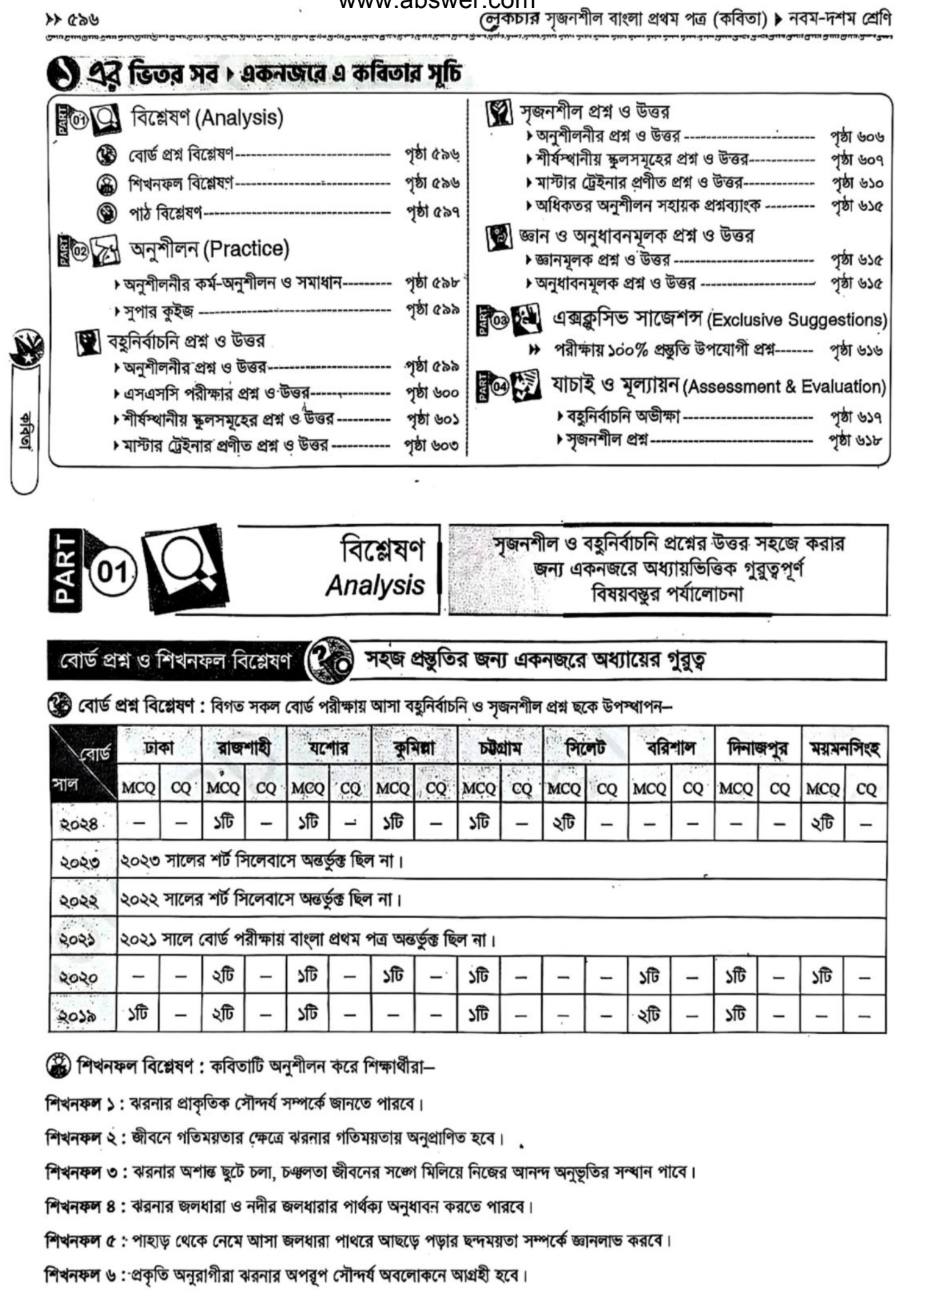 www.abswer.com
>> ৫৯৬
লেকচার সৃজনশীল বাংলা প্রথম পত্র (কবিতা) ▶ নবম-দশম শ্রেণি
১ এর ভিতর সব ▶ একনজরে এ কবিতার সূচি
PART 01 বিশ্লেষণ (Analysis)
বোর্ড প্রশ্ন বিশ্লেষণ------------------------------ পৃষ্ঠা ৫৯৬
শিখনফল বিশ্লেষণ------------------------------ পৃষ্ঠা ৫৯৬
পাঠ বিশ্লেষণ------------------------------ পৃষ্ঠা ৫৯৭
PART 02 অনুশীলন (Practice)
▶ অনুশীলনীর কর্ম-অনুশীলন ও সমাধান--------- পৃষ্ঠা ৫৯৮
▶ সুপার কুইজ ------------------------------ পৃষ্ঠা ৫৯৯
বহুনির্বাচনি প্রশ্ন ও উত্তর
▶ অনুশীলনীর প্রশ্ন ও উত্তর-------------------- পৃষ্ঠা ৫৯৯
▶ এসএসসি পরীক্ষার প্রশ্ন ও উত্তর-------------- পৃষ্ঠা ৬০০
▶ শীর্ষস্থানীয় স্কুলসমূহের প্রশ্ন ও উত্তর---------- পৃষ্ঠা ৬০১
▶ মাস্টার ট্রেইনার প্রণীত প্রশ্ন ও উত্তর ----------- পৃষ্ঠা ৬০৩
সৃজনশীল প্রশ্ন ও উত্তর
▶ অনুশীলনীর প্রশ্ন ও উত্তর -------------------- পৃষ্ঠা ৬০৬
▶ শীর্ষস্থানীয় স্কুলসমূহের প্রশ্ন ও উত্তর------------ পৃষ্ঠা ৬০৭
▶ মাস্টার ট্রেইনার প্রণীত প্রশ্ন ও উত্তর------------- পৃষ্ঠা ৬১০
▶ অধিকতর অনুশীলন সহায়ক প্রশ্নব্যাংক --------- পৃষ্ঠা ৬১৫
জ্ঞান ও অনুধাবনমূলক প্রশ্ন ও উত্তর
▶ জ্ঞানমূলক প্রশ্ন ও উত্তর -------------------- পৃষ্ঠা ৬১৫
▶ অনুধাবনমূলক প্রশ্ন ও উত্তর ------------------ পৃষ্ঠা ৬১৫
PART 03 এক্সক্লুসিভ সাজেশন্স (Exclusive Suggestions)
>> পরীক্ষায় ১০০% প্রস্তুতি উপযোগী প্রশ্ন------- পৃষ্ঠা ৬১৬
PART 04 যাচাই ও মূল্যায়ন (Assessment & Evaluation)
▶ বহুনির্বাচনি অভীক্ষা -------------------- পৃষ্ঠা ৬১৭
▶ সৃজনশীল প্রশ্ন ------------------------- পৃষ্ঠা ৬১৮
কবিতা
PART 01
বিশ্লেষণ
Analysis
সৃজনশীল ও বহুনির্বাচনি প্রশ্নের উত্তর সহজে করার
জন্য একনজরে অধ্যায়ভিত্তিক গুরুত্বপূর্ণ
বিষয়বস্তুর পর্যালোচনা
বোর্ড প্রশ্ন ও শিখনফল বিশ্লেষণ সহজ প্রস্তুতির জন্য একনজরে অধ্যায়ের গুরুত্ব
বোর্ড প্রশ্ন বিশ্লেষণ : বিগত সকল বোর্ড পরীক্ষায় আসা বহুনির্বাচনি ও সৃজনশীল প্রশ্ন ছকে উপস্থাপন–
বোর্ড ঢাকা রাজশাহী যশোর কুমিল্লা চট্টগ্রাম সিলেট বরিশাল দিনাজপুর ময়মনসিংহ
সাল MCQ CQ MCQ CQ MCQ CQ MCQ CQ MCQ CQ MCQ CQ MCQ CQ MCQ CQ MCQ CQ
২০২৪ – – ১টি – ১টি – ১টি – ১টি – ২টি – – – – – ২টি –
২০২৩ ২০২৩ সালের শর্ট সিলেবাসে অন্তর্ভুক্ত ছিল না।
২০২২ ২০২২ সালের শর্ট সিলেবাসে অন্তর্ভুক্ত ছিল না।
২০২১ ২০২১ সালে বোর্ড পরীক্ষায় বাংলা প্রথম পত্র অন্তর্ভুক্ত ছিল না।
২০২০ – – ২টি – ১টি – ১টি – ১টি – – – ১টি – ১টি – ১টি –
২০১৯ ১টি – ২টি – ১টি – – – ১টি – – – ২টি – ১টি – – –
শিখনফল বিশ্লেষণ : কবিতাটি অনুশীলন করে শিক্ষার্থীরা–
শিখনফল ১ : ঝরনার প্রাকৃতিক সৌন্দর্য সম্পর্কে জানতে পারবে।
শিখনফল ২ : জীবনে গতিময়তার ক্ষেত্রে ঝরনার গতিময়তায় অনুপ্রাণিত হবে।
শিখনফল ৩ : ঝরনার অশান্ত ছুটে চলা, চঞ্চলতা জীবনের সঙ্গে মিলিয়ে নিজের আনন্দ অনুভূতির সন্ধান পাবে।
শিখনফল ৪ : ঝরনার জলধারা ও নদীর জলধারার পার্থক্য অনুধাবন করতে পারবে।
শিখনফল ৫ : পাহাড় থেকে নেমে আসা জলধারা পাথরে আছড়ে পড়ার ছন্দময়তা সম্পর্কে জ্ঞানলাভ করবে।
শিখনফল ৬ : প্রকৃতি অনুরাগীরা ঝরনার অপরূপ সৌন্দর্য অবলোকনে আগ্রহী হবে।